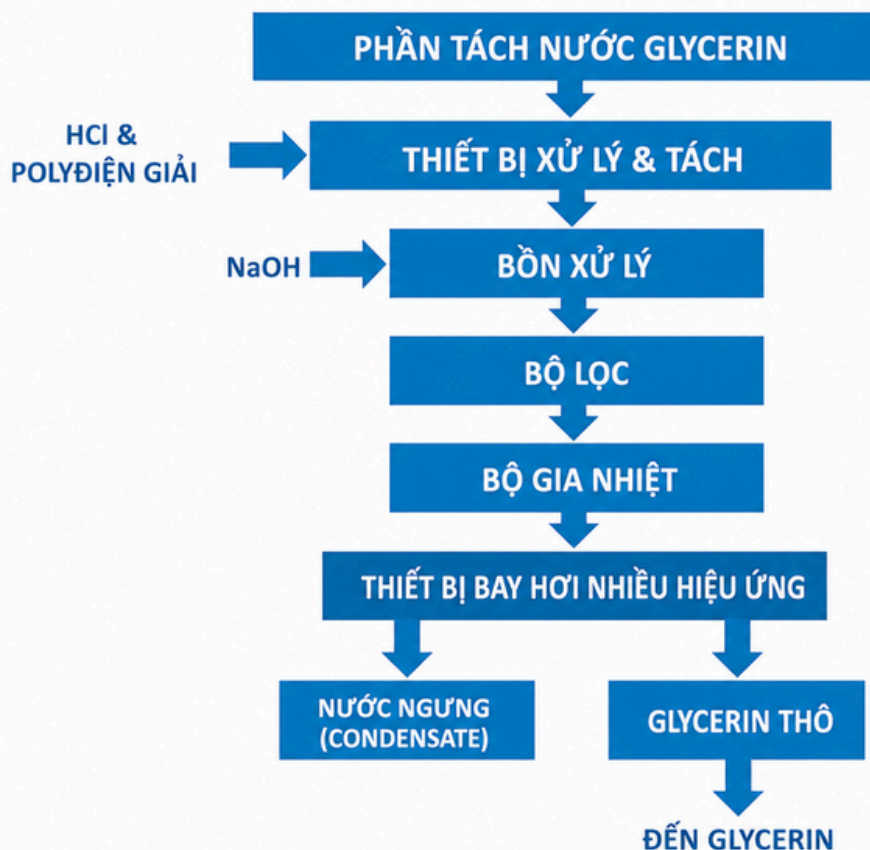 PHẦN TÁCH NƯỚC GLYCERIN
HCl &
POLYĐIỆN GIẢI
THIẾT BỊ XỬ LÝ & TÁCH
NaOH
BỒN XỬ LÝ
BỘ LỌC
BỘ GIA NHIỆT
THIẾT BỊ BAY HƠI NHIỀU HIỆU ỨNG
NƯỚC NGƯNG
(CONDENSATE)
GLYCERIN THÔ
ĐẾN GLYCERIN